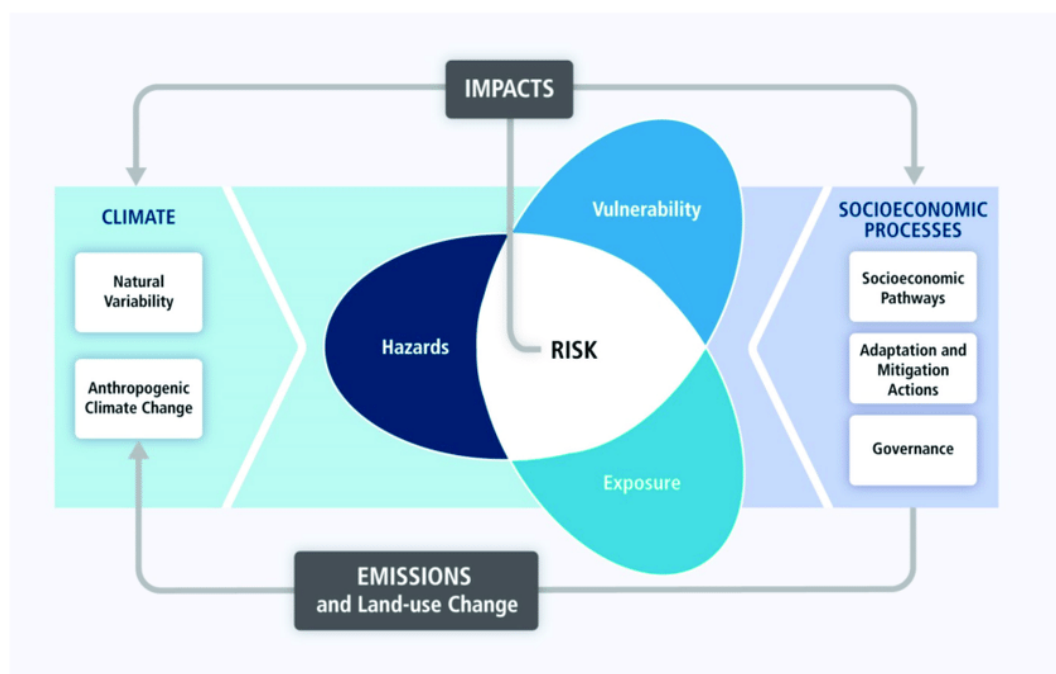 IMPACTS
CLIMATE
Natural
Variability
Anthropogenic
Climate Change
Vulnerability
Hazards
RISK
Exposure
SOCIOECONOMIC
PROCESSES
Socioeconomic
Pathways
Adaptation and
Mitigation
Actions
Governance
EMISSIONS
and Land-use Change